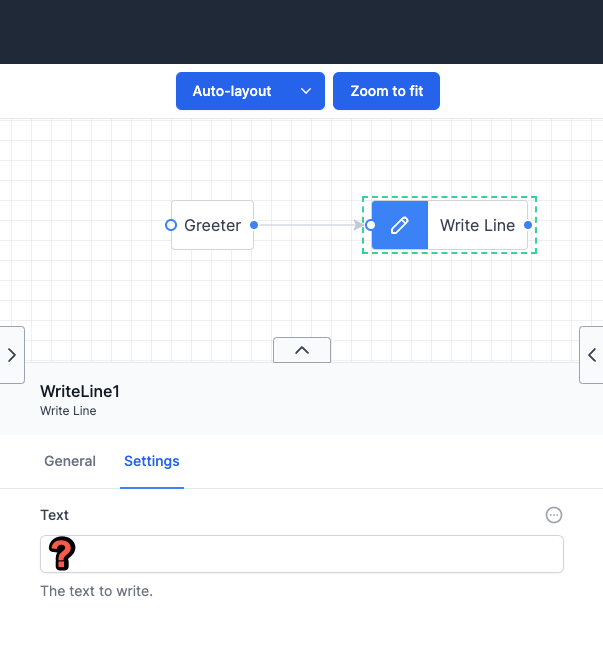 Auto-layout
Zoom to fit
Greeter
Write Line
WriteLine1
Write Line
General
Settings
Text
?
The text to write.